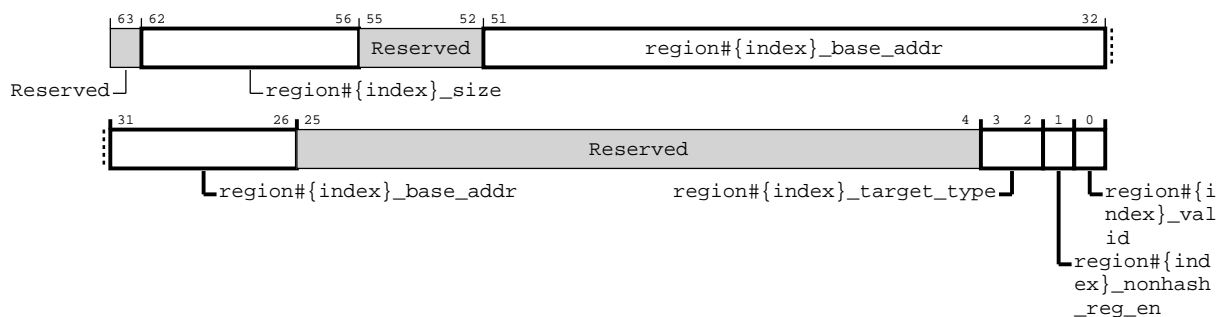 63 62 56 55 52 51 32
Reserved region#{index}_base_addr
Reserved region#{index}_size
31 26 25 4 3 2 1 0
Reserved
region#{index}_base_addr region#{index}_target_type region#{i
ndex}_val
id
region#{ind
ex}_nonhash
_reg_en